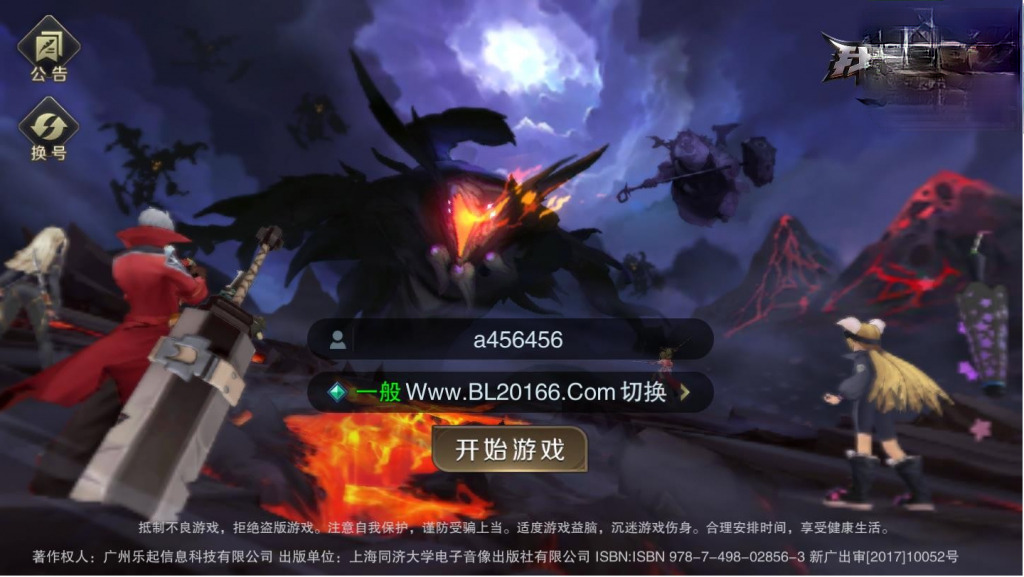 公告
换号
a456456
一般 Www.BL20166.Com 切换
开始游戏
抵制不良游戏，拒绝盗版游戏。注意自我保护，谨防受骗上当。适度游戏益脑，沉迷游戏伤身。合理安排时间，享受健康生活。
著作权人：广州乐起信息科技有限公司 出版单位：上海同济大学电子音像出版社有限公司 ISBN:ISBN 978-7-498-02856-3 新广出审[2017]10052号